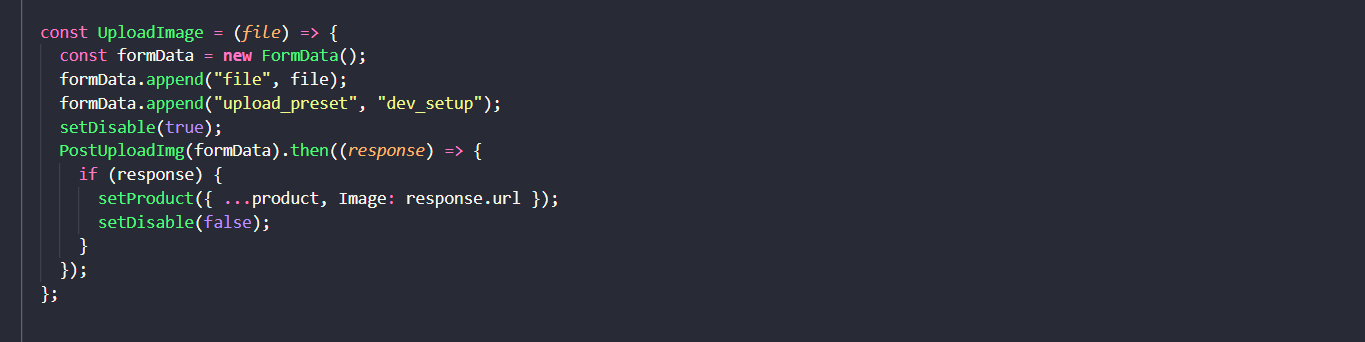 const UploadImage = (file) => {
  const formData = new FormData();
  formData.append("file", file);
  formData.append("upload_preset", "dev_setup");
  setDisable(true);
  PostUploadImg(formData).then((response) => {
    if (response) {
      setProduct({ ...product, Image: response.url });
      setDisable(false);
    }
  });
};